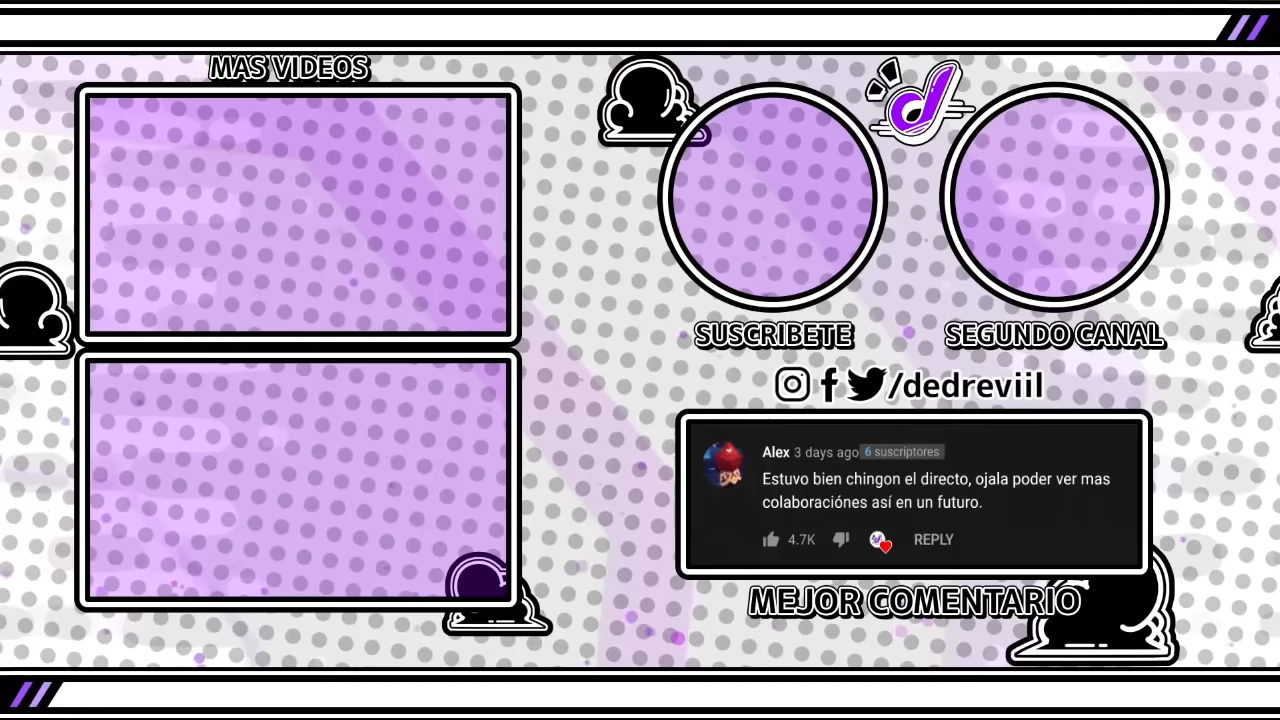 MAS VIDEOS
SUSCRIBETE
SEGUNDO CANAL
/dedreviil
Alex 3 days ago 6 suscriptores
Estuvo bien chingon el directo, ojala poder ver mas
colaboraciónes así en un futuro.
4.7K REPLY
MEJOR COMENTARIO